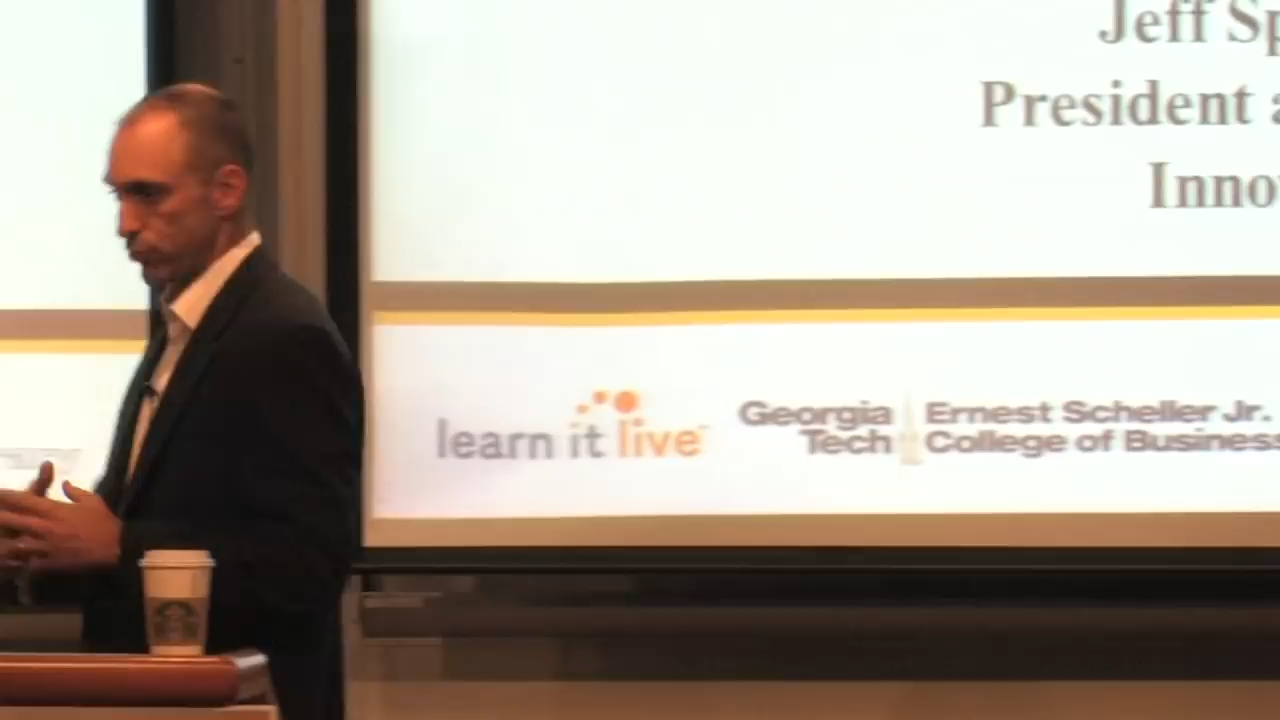 Jeff Sp
President a
Inno
learn it live
Georgia
Tech
Ernest Scheller Jr.
College of Business